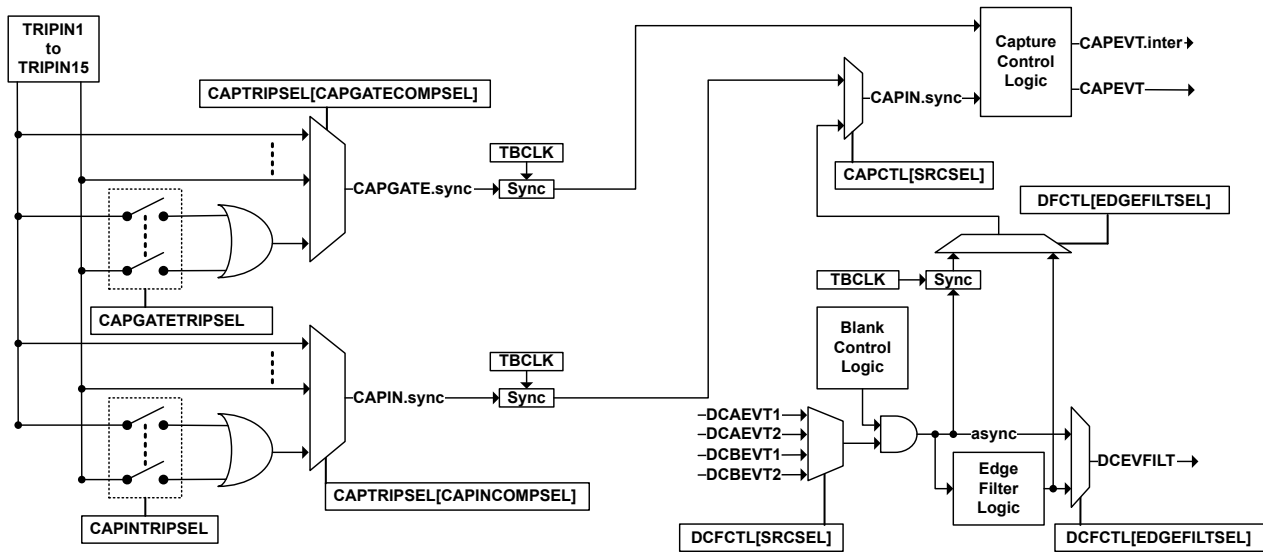 TRIPIN1
to
TRIPIN15
CAPTRIPSEL[CAPGATECOMPSEL]
CAPGATE.sync
TBCLK
Sync
CAPGATETRIPSEL
CAPIN.sync
TBCLK
Sync
CAPTRIPSEL[CAPINCOMPSEL]
CAPINTRIPSEL
Capture
Control
Logic
CAPEVT.inter
CAPEVT
CAPIN.sync
CAPCTL[SRCSEL]
DFCTL[EDGEFILTSEL]
TBCLK
Sync
Blank
Control
Logic
DCAEVT1
DCAEVT2
DCBEVT1
DCBEVT2
async
Edge
Filter
Logic
DCEVFILT
DCFCTL[SRCSEL]
DCFCTL[EDGEFILTSEL]